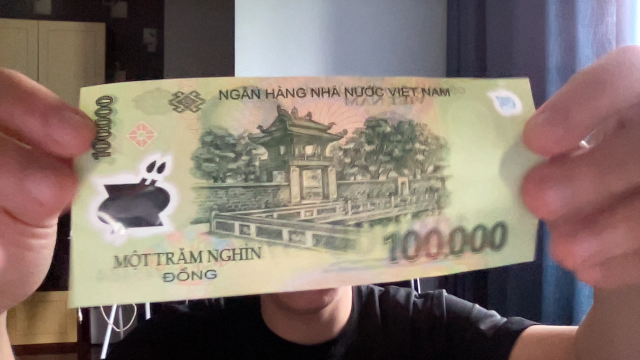 NGÂN HÀNG NHÀ NƯỚC VIỆT NAM
100000
MỘT TRĂM NGHÌN
ĐỒNG
100.000